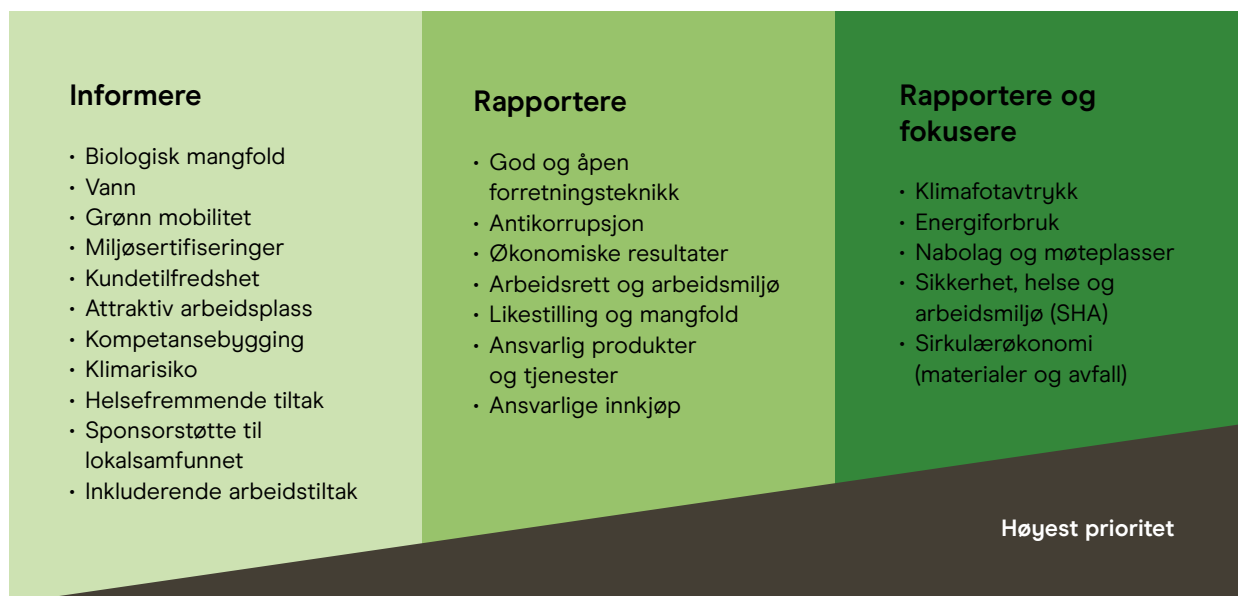 Informere
• Biologisk mangfold
• Vann
• Grønn mobilitet
• Miljøsertifiseringer
• Kundetilfredshet
• Attraktiv arbeidsplass
• Kompetansebygging
• Klimarisiko
• Helsefremmende tiltak
• Sponsorstøtte til
lokalsamfunnet
• Inkluderende arbeidstiltak
Rapportere
• God og åpen
forretningsteknikk
• Antikorrupsjon
• Økonomiske resultater
• Arbeidsrett og arbeidsmiljø
• Likestilling og mangfold
• Ansvarlig produkter
og tjenester
• Ansvarlige innkjøp
Rapportere og
fokusere
• Klimafotavtrykk
• Energiforbruk
• Nabolag og møteplasser
• Sikkerhet, helse og
arbeidsmiljø (SHA)
• Sirkulærøkonomi
(materialer og avfall)
Høyest prioritet